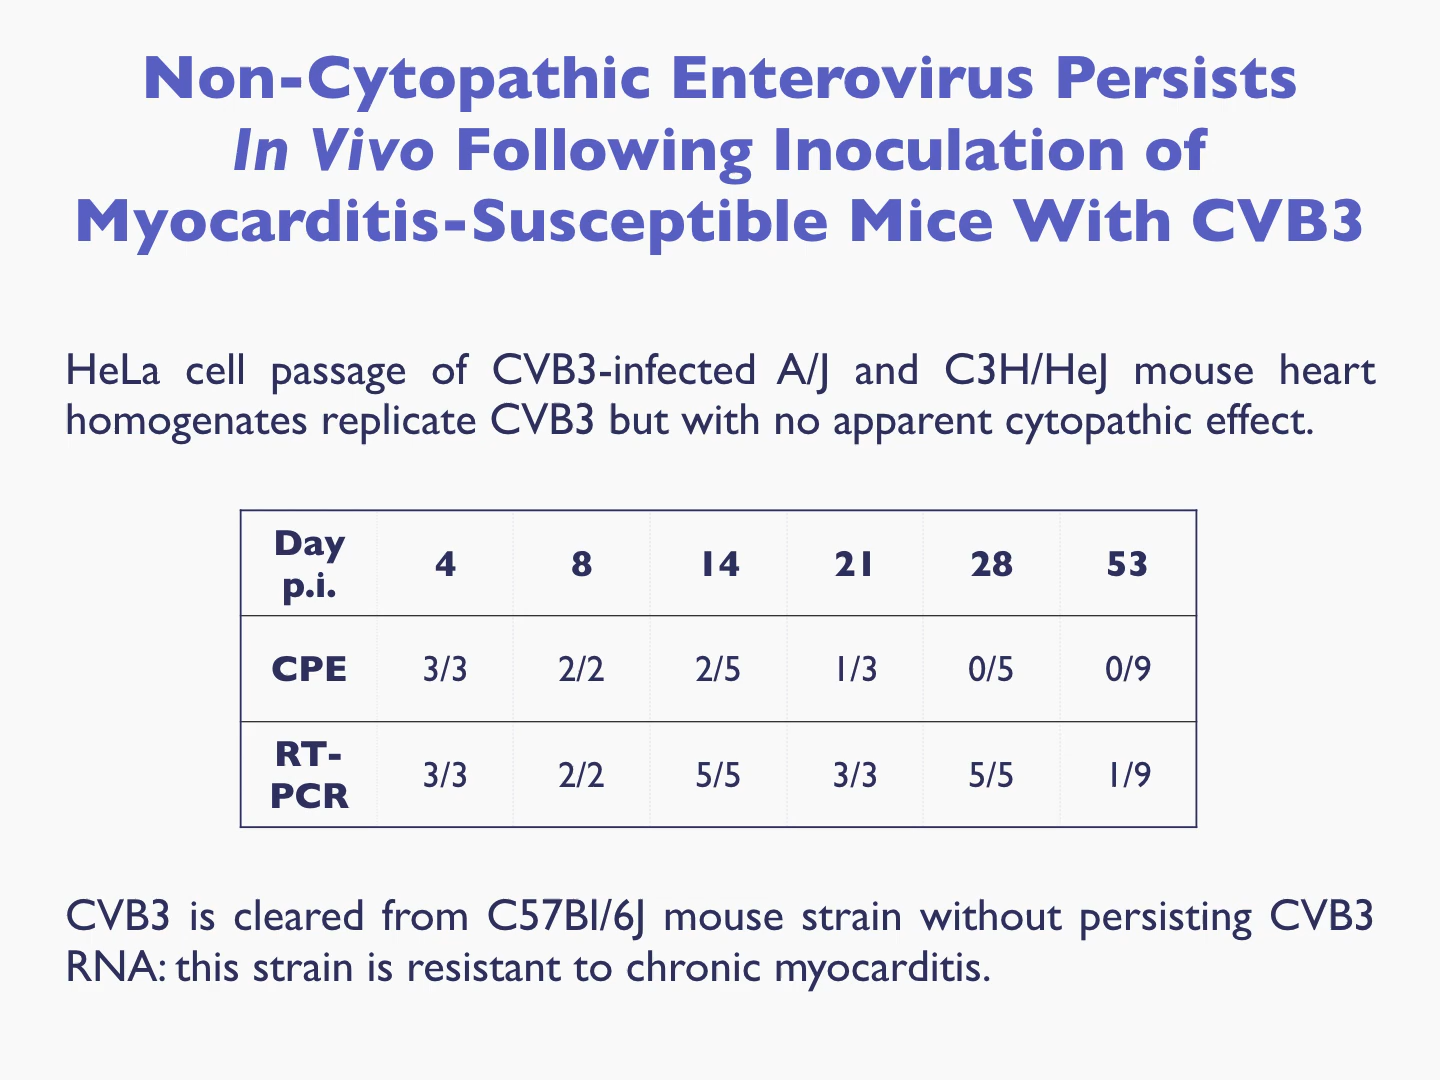 Non-Cytopathic Enterovirus Persists
In Vivo Following Inoculation of
Myocarditis-Susceptible Mice With CVB3
HeLa cell passage of CVB3-infected A/J and C3H/HeJ mouse heart
homogenates replicate CVB3 but with no apparent cytopathic effect.
Day
p.i.
4 8 14 21 28 53
CPE 3/3 2/2 2/5 1/3 0/5 0/9
RT-
PCR
3/3 2/2 5/5 3/3 5/5 1/9
CVB3 is cleared from C57Bl/6J mouse strain without persisting CVB3
RNA: this strain is resistant to chronic myocarditis.